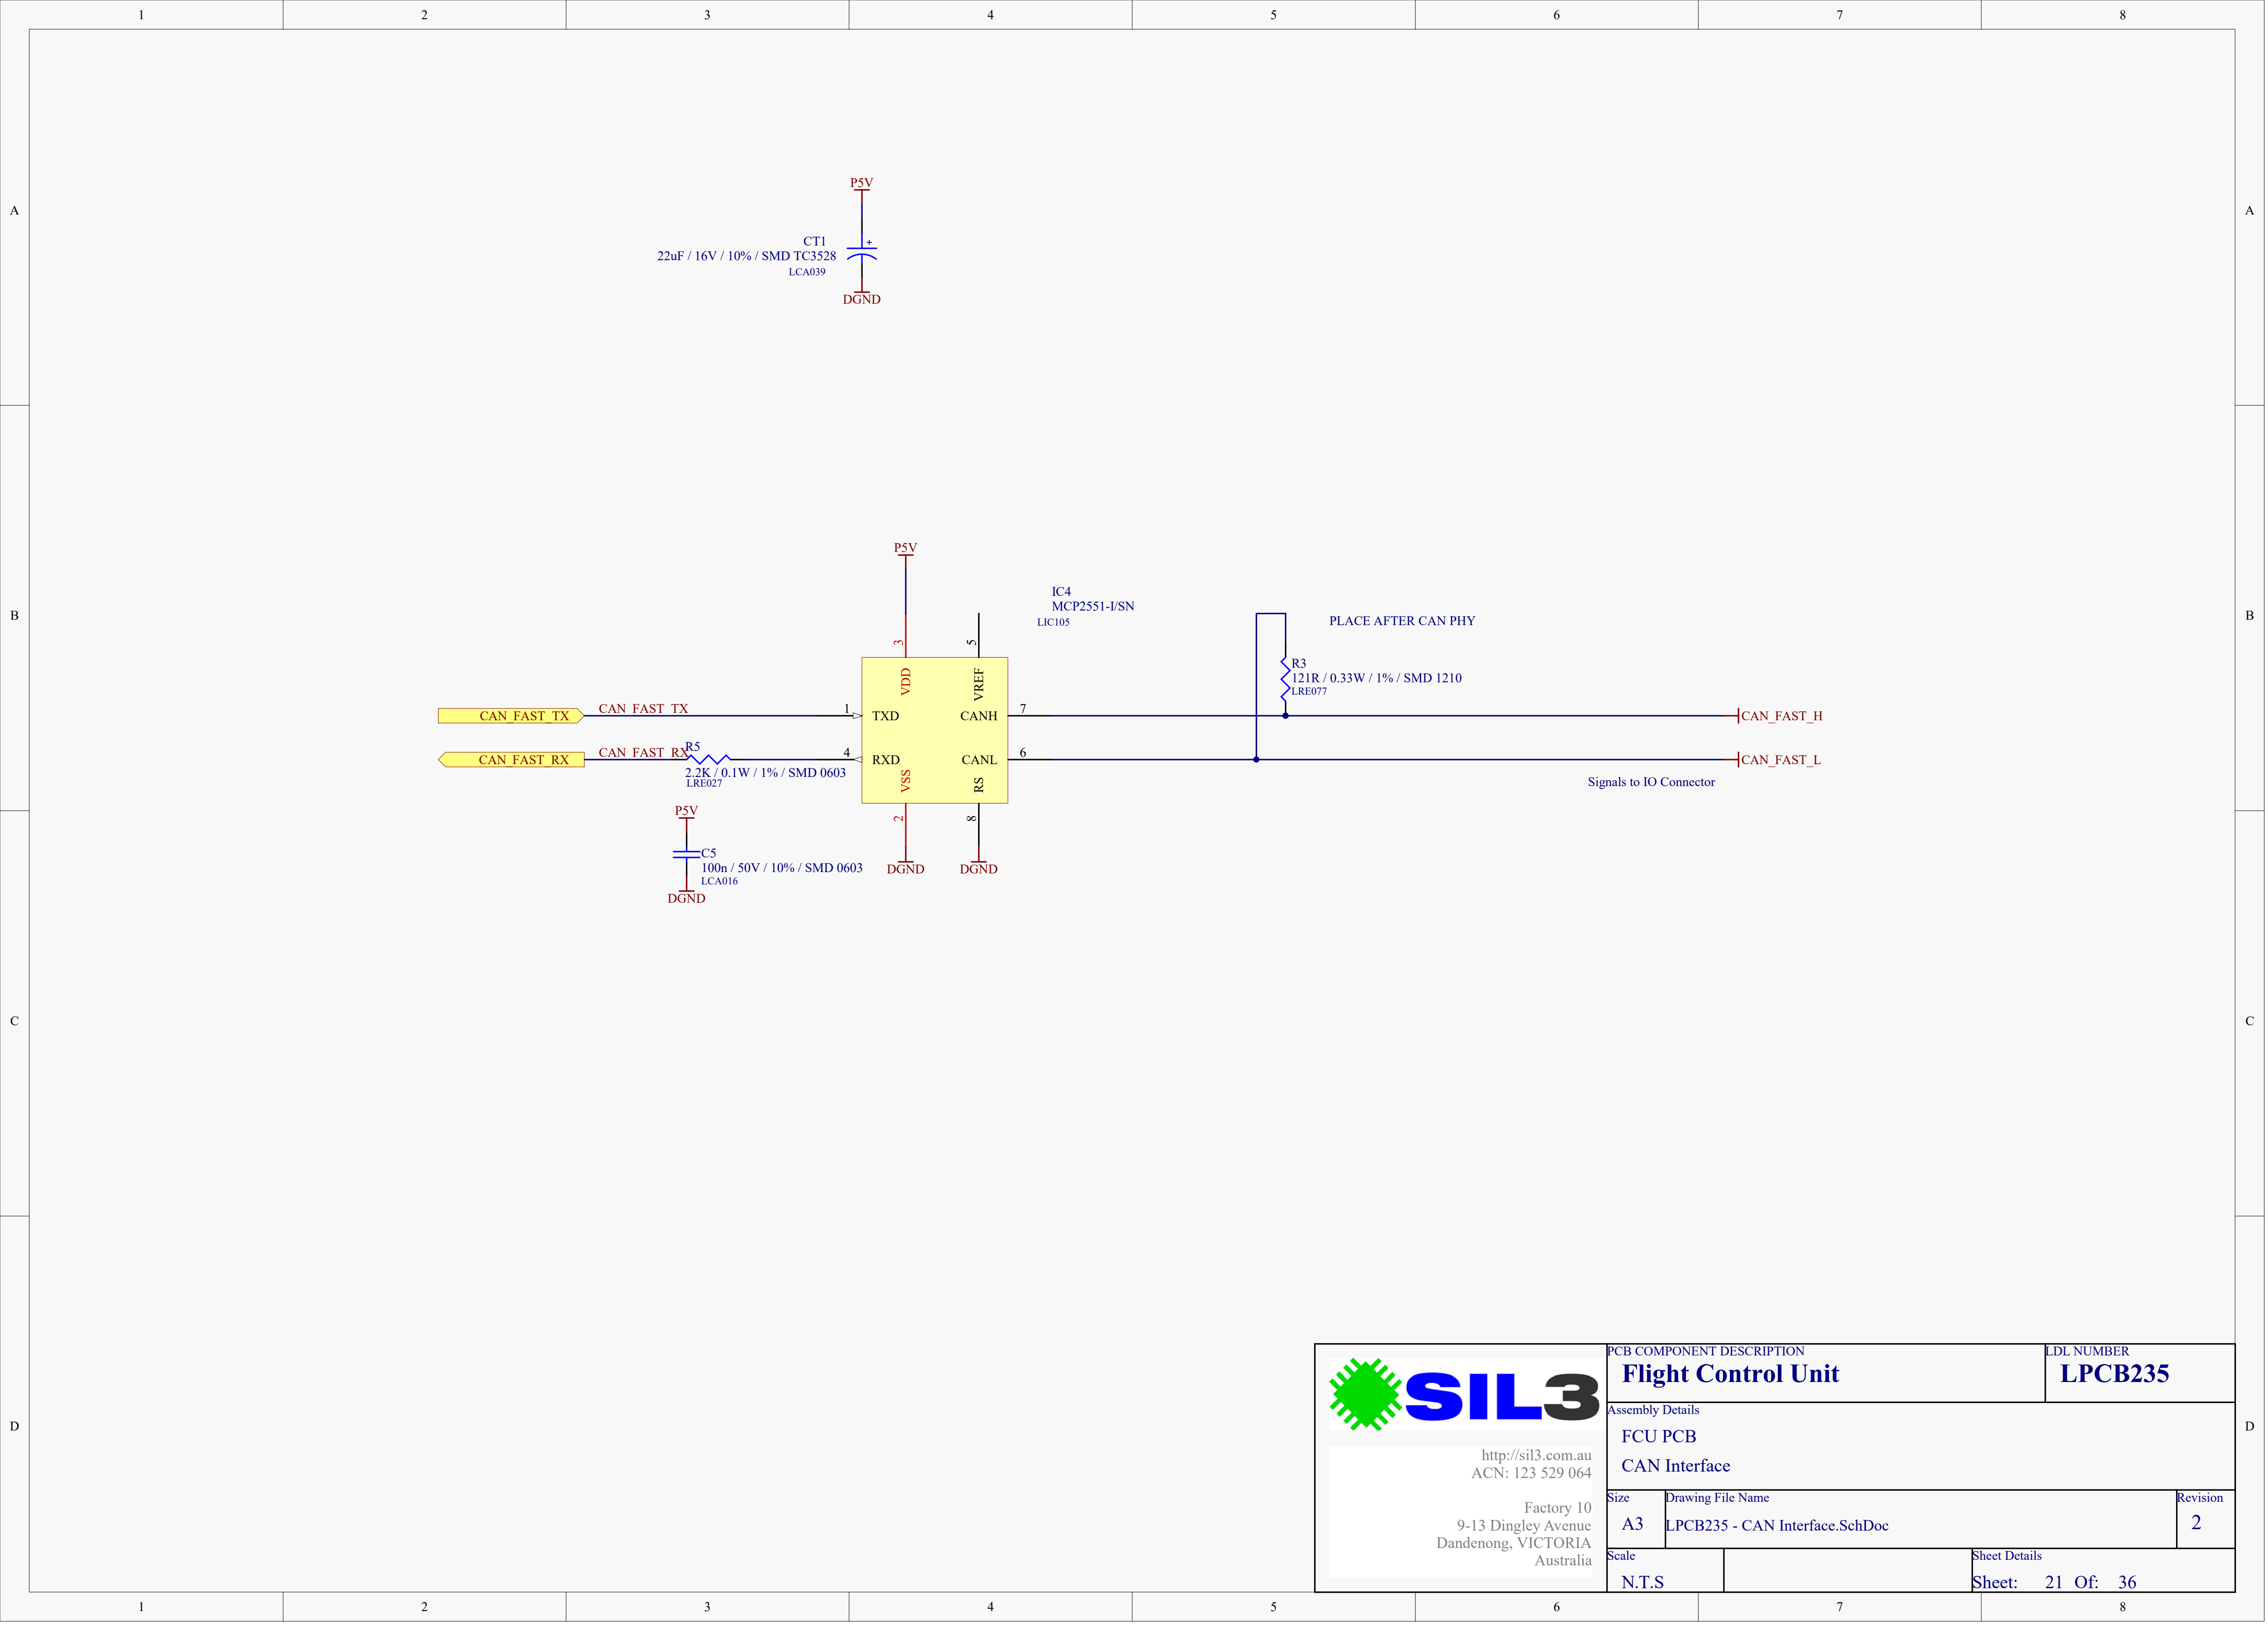 1 2 3 4 5 6 7 8
A A
P5V
CT1
22uF / 16V / 10% / SMD TC3528
LCA039
DGND
B B
P5V
IC4
MCP2551-I/SN
LIC105
PLACE AFTER CAN PHY
3 5
VDD VREF
R3
121R / 0.33W / 1% / SMD 1210
LRE077
CAN_FAST_TX CAN_FAST_TX 1 TXD CANH 7 CAN_FAST_H
CAN_FAST_RX CAN_FAST_RX R5 4 RXD CANL 6 CAN_FAST_L
2.2K / 0.1W / 1% / SMD 0603
LRE027
VSS RS
Signals to IO Connector
2 8
P5V
C5
100n / 50V / 10% / SMD 0603
LCA016
DGND
DGND DGND
C C
D D
SIL3
http://sil3.com.au
ACN: 123 529 064
Factory 10
9-13 Dingley Avenue
Dandenong, VICTORIA
Australia
PCB COMPONENT DESCRIPTION
Flight Control Unit
LDL NUMBER
LPCB235
Assembly Details
FCU PCB
CAN Interface
Size
A3
Drawing File Name
LPCB235 - CAN Interface.SchDoc
Revision
2
Scale
N.T.S
Sheet Details
Sheet: 21 Of: 36
1 2 3 4 5 6 7 8